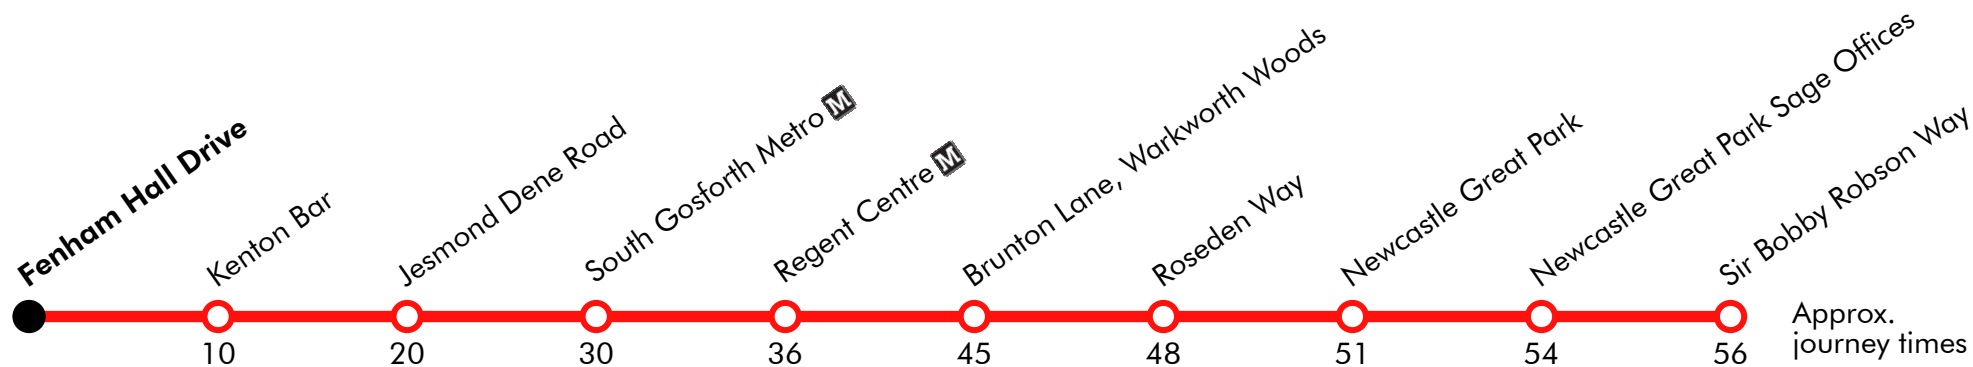 Fenham Hall Drive
Kenton Bar
Jesmond Dene Road
South Gosforth Metro M
Regent Centre M
Brunton Lane, Warkworth Woods
Roseden Way
Newcastle Great Park
Newcastle Great Park Sage Offices
Sir Bobby Robson Way
10 20 30 36 45 48 51 54 56
Approx.
journey times